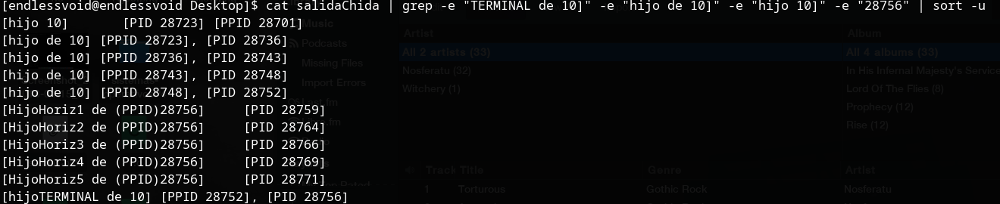 [endlessvoid@endlessvoid Desktop]$ cat salidaChida | grep -e "TERMINAL de 10]" -e "hijo de 10]" -e "hijo 10]" -e "28756" | sort -u
[hijo 10] [PID 28723] [PPID 28701]
[hijo de 10] [PPID 28723], [PID 28736]
[hijo de 10] [PPID 28736], [PID 28743]
[hijo de 10] [PPID 28743], [PID 28748]
[hijo de 10] [PPID 28748], [PID 28752]
[HijoHoriz1 de (PPID)28756] [PID 28759]
[HijoHoriz2 de (PPID)28756] [PID 28764]
[HijoHoriz3 de (PPID)28756] [PID 28766]
[HijoHoriz4 de (PPID)28756] [PID 28769]
[HijoHoriz5 de (PPID)28756] [PID 28771]
[hijoTERMINAL de 10] [PPID 28752], [PID 28756]
Music
Podcasts
Missing Files
Import Errors
Last.fm
Artist
All 2 artists (33)
Nosferatu (32)
Witchery (1)
Album
All 4 albums (33)
In His Infernal Majesty's Service
Lord Of The Flies (8)
Prophecy (12)
Rise (12)
Track Title Genre Artist
1 Torturous Gothic Rock Nosferatu